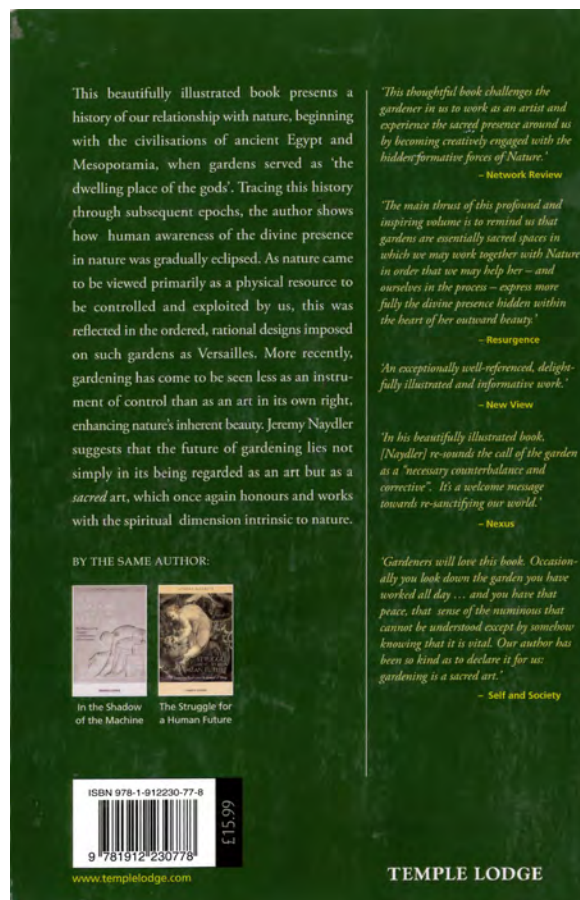 This beautifully illustrated book presents a
history of our relationship with nature, beginning
with the civilisations of ancient Egypt and
Mesopotamia, when gardens served as 'the
dwelling place of the gods'. Tracing this history
through subsequent epochs, the author shows
how human awareness of the divine presence
in nature was gradually eclipsed. As nature came
to be viewed primarily as a physical resource to
be controlled and exploited by us, this was
reflected in the ordered, rational designs imposed
on such gardens as Versailles. More recently,
gardening has come to be seen less as an instru-
ment of control than as an art in its own right,
enhancing nature's inherent beauty. Jeremy Naydler
suggests that the future of gardening lies not
simply in its being regarded as an art but as a
sacred art, which once again honours and works
with the spiritual dimension intrinsic to nature.
BY THE SAME AUTHOR:
In the Shadow
of the Machine
The Struggle for
a Human Future
ISBN 978-1-912230-77-8
9 781912 230778
£15.99
www.templelodge.com
'This thoughtful book challenges the
gardener in us to work as an artist and
experience the sacred presence around us
by becoming creatively engaged with the
hidden formative forces of Nature.'
– Network Review
'The main thrust of this profound and
inspiring volume is to remind us that
gardens are essentially sacred spaces in
which we may work together with Nature
in order that we may help her – and
ourselves in the process – express more
fully the divine presence hidden within
the heart of her outward beauty.'
– Resurgence
'An exceptionally well-referenced, delight-
fully illustrated and informative work.'
– New View
'In his beautifully illustrated book,
[Naydler] re-sounds the call of the garden
as a "necessary counterbalance and
corrective". It's a welcome message
towards re-sanctifying our world.'
– Nexus
'Gardeners will love this book. Occasion-
ally you look down the garden you have
worked all day … and you have that
peace, that sense of the numinous that
cannot be understood except by somehow
knowing that it is vital. Our author has
been so kind as to declare it for us:
gardening is a sacred art.'
– Self and Society
TEMPLE LODGE